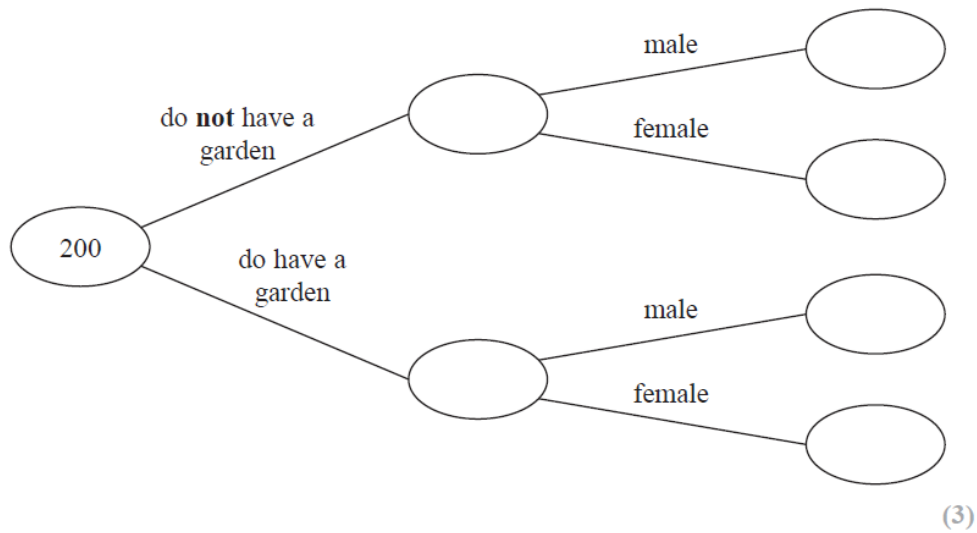 male
do not have a
garden
female
200
do have a
garden
male
female
(3)